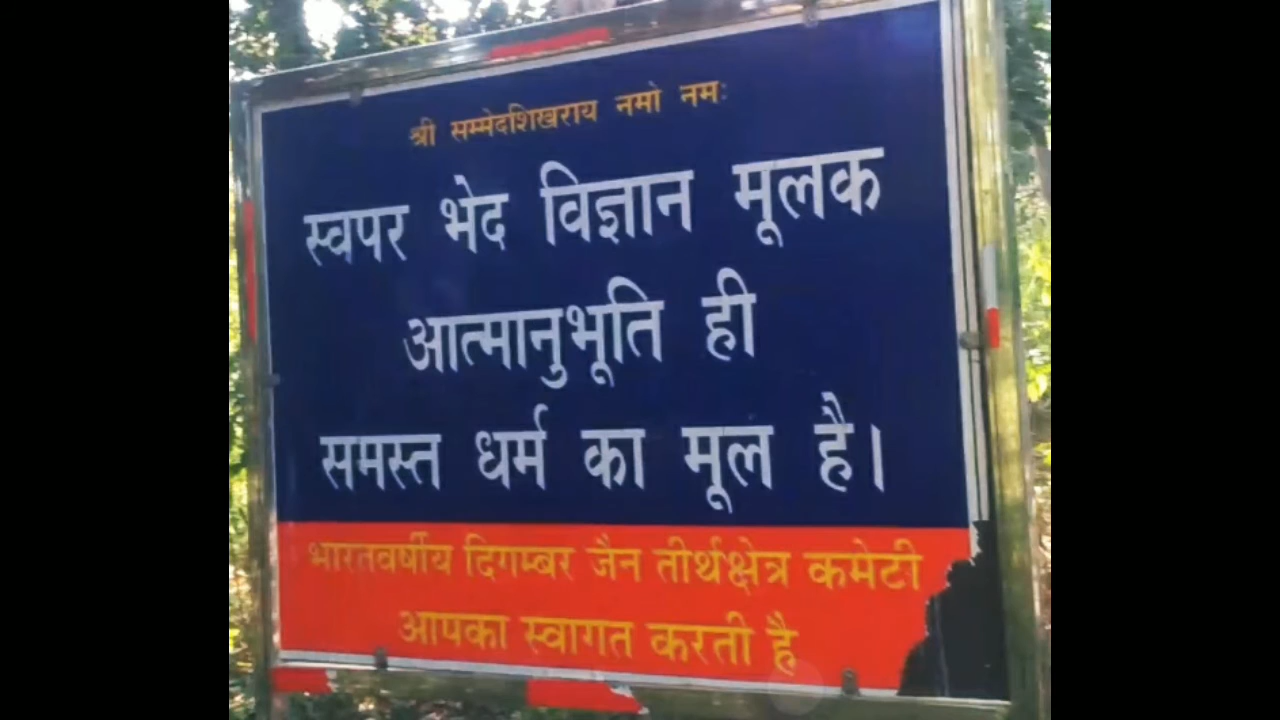 श्री सम्मेदशिखराय नमो नमः
स्वपर भेद विज्ञान मूलक
आत्मानुभूति ही
समस्त धर्म का मूल है।
भारतवर्षीय दिगम्बर जैन तीर्थक्षेत्र कमेटी
आपका स्वागत करती है